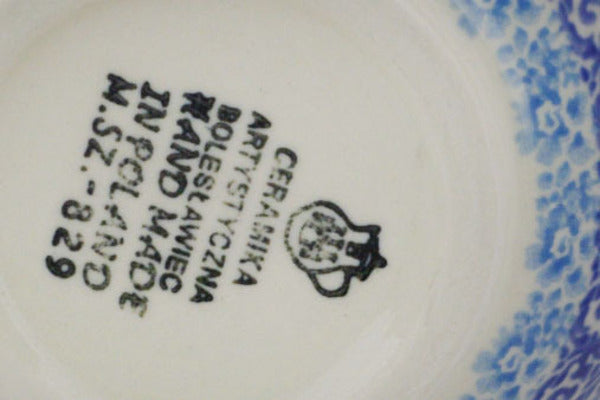 CERAMIKA
ARTYSTYCZNA
BOLESŁAWIEC
HAND MADE
IN POLAND
M.SZ.-829